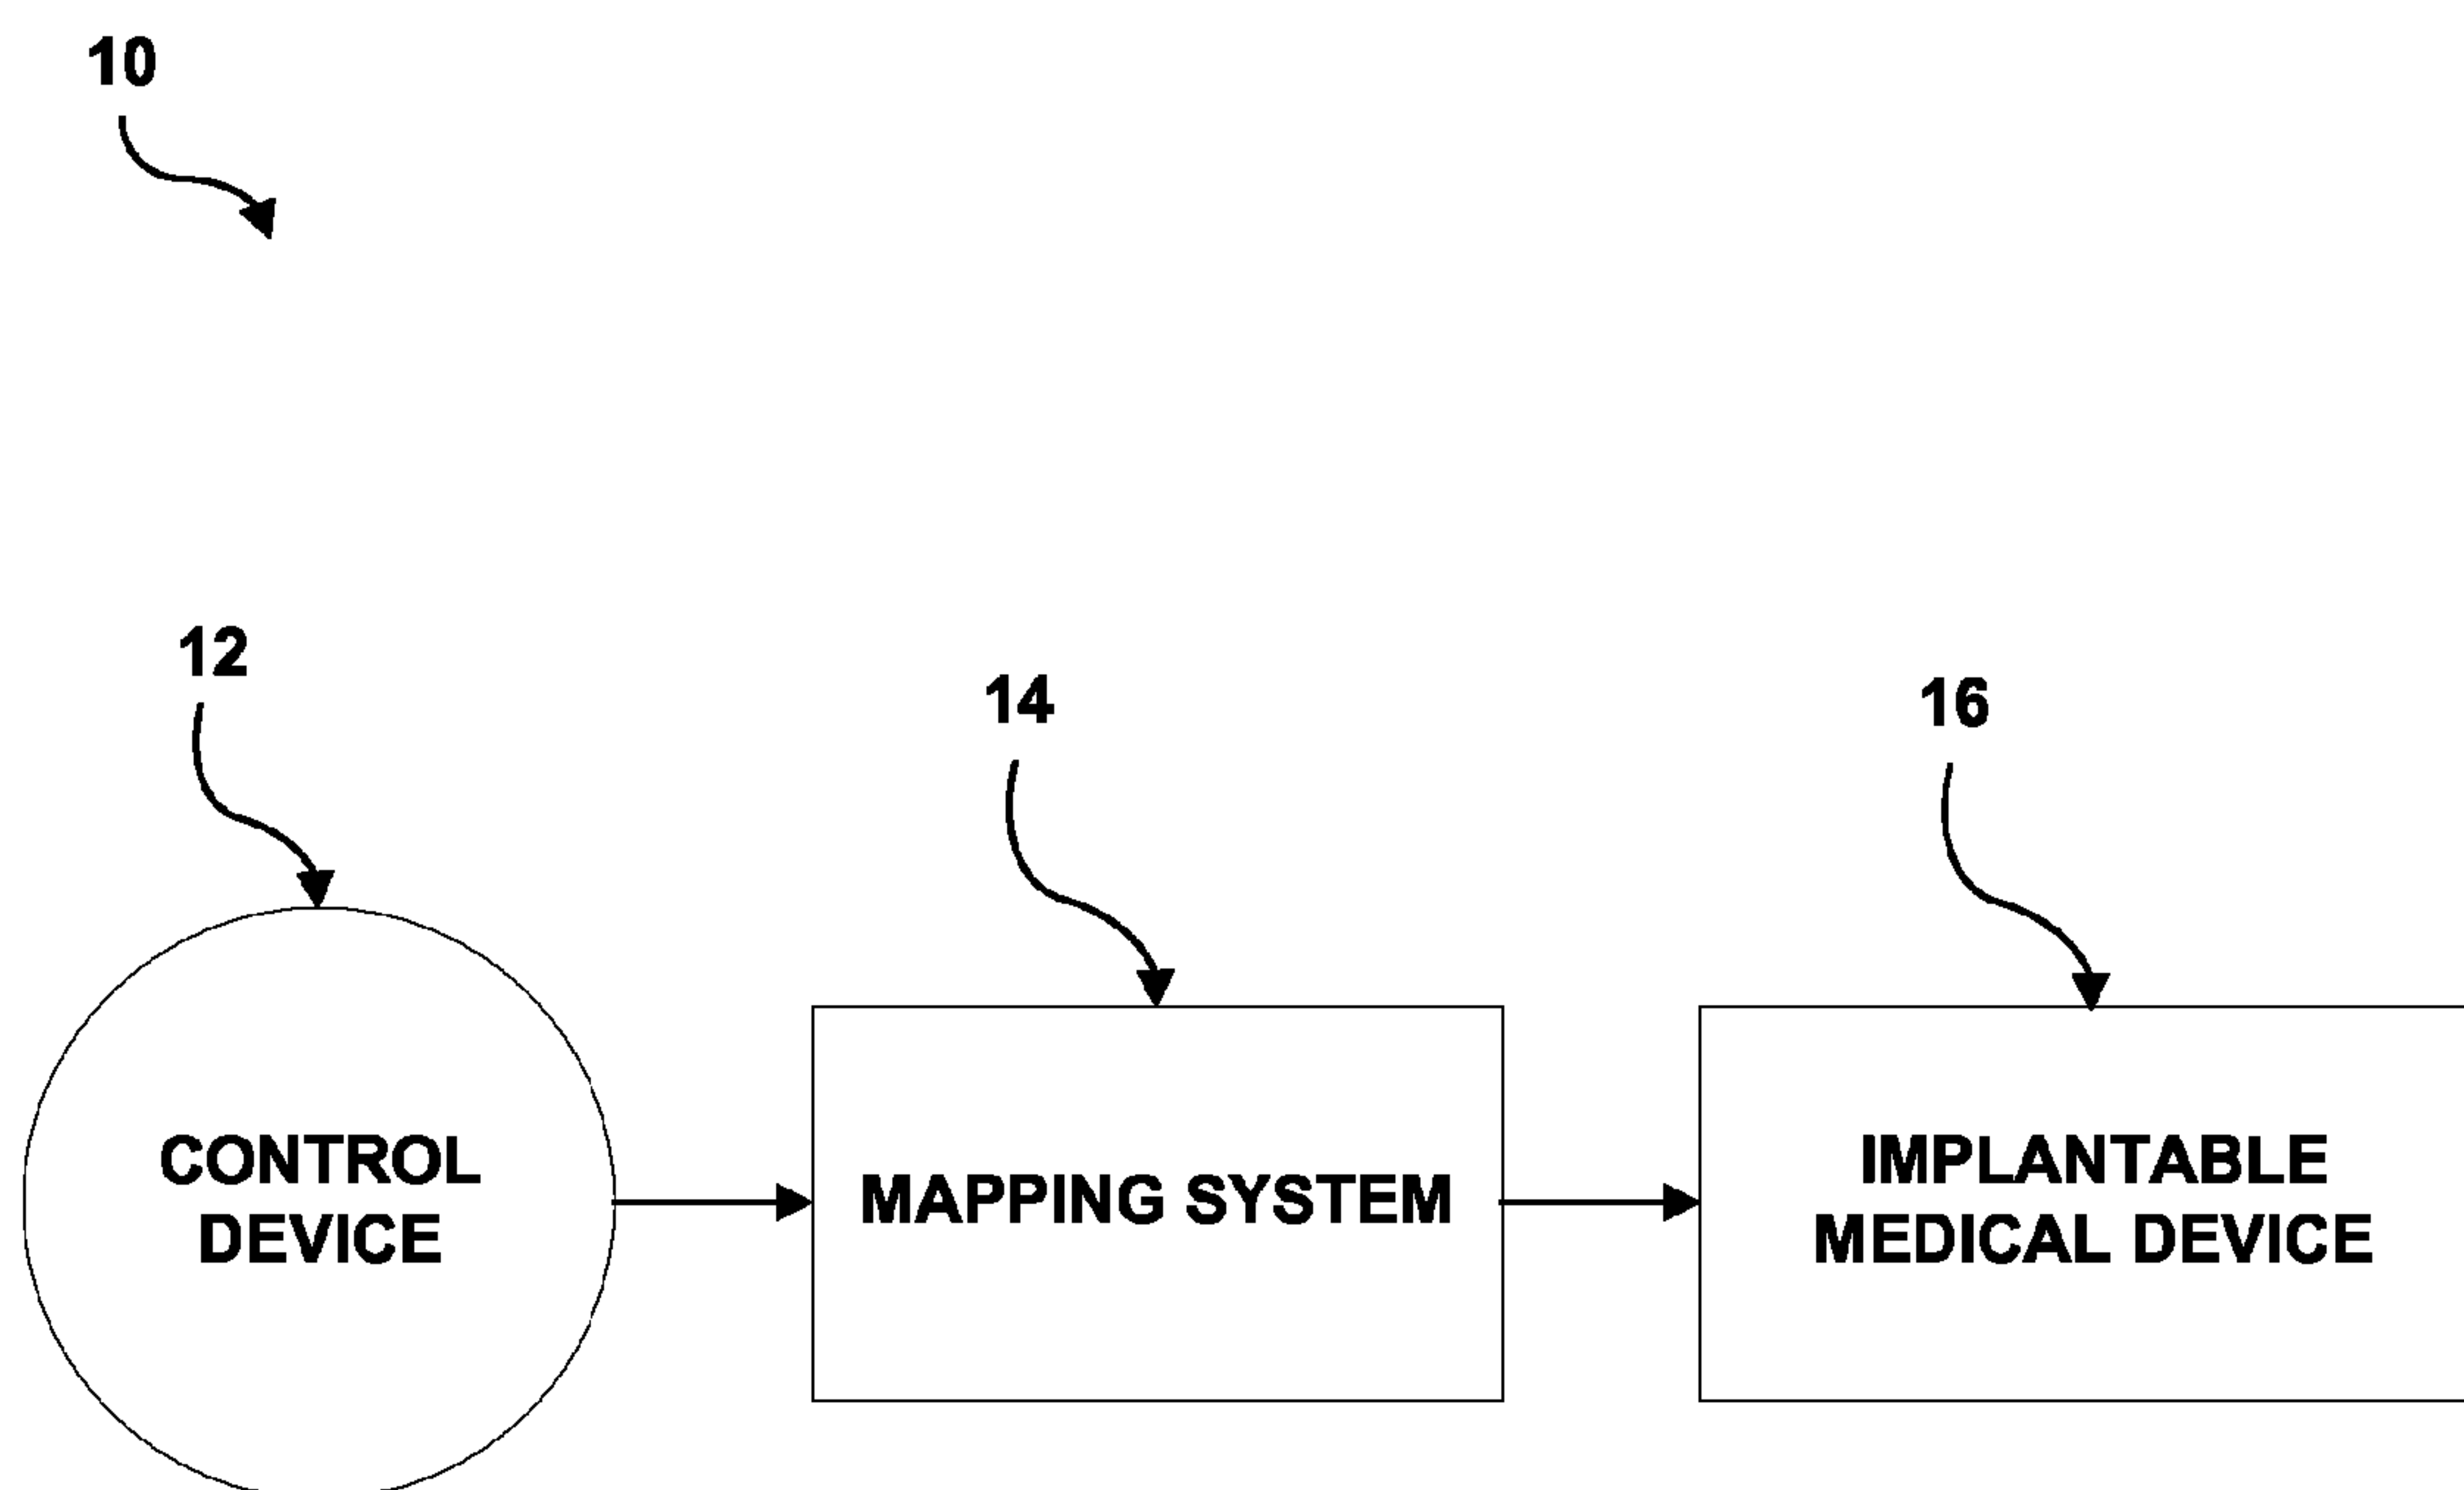 10
12
14
16
CONTROL
DEVICE
MAPPING SYSTEM
IMPLANTABLE
MEDICAL DEVICE